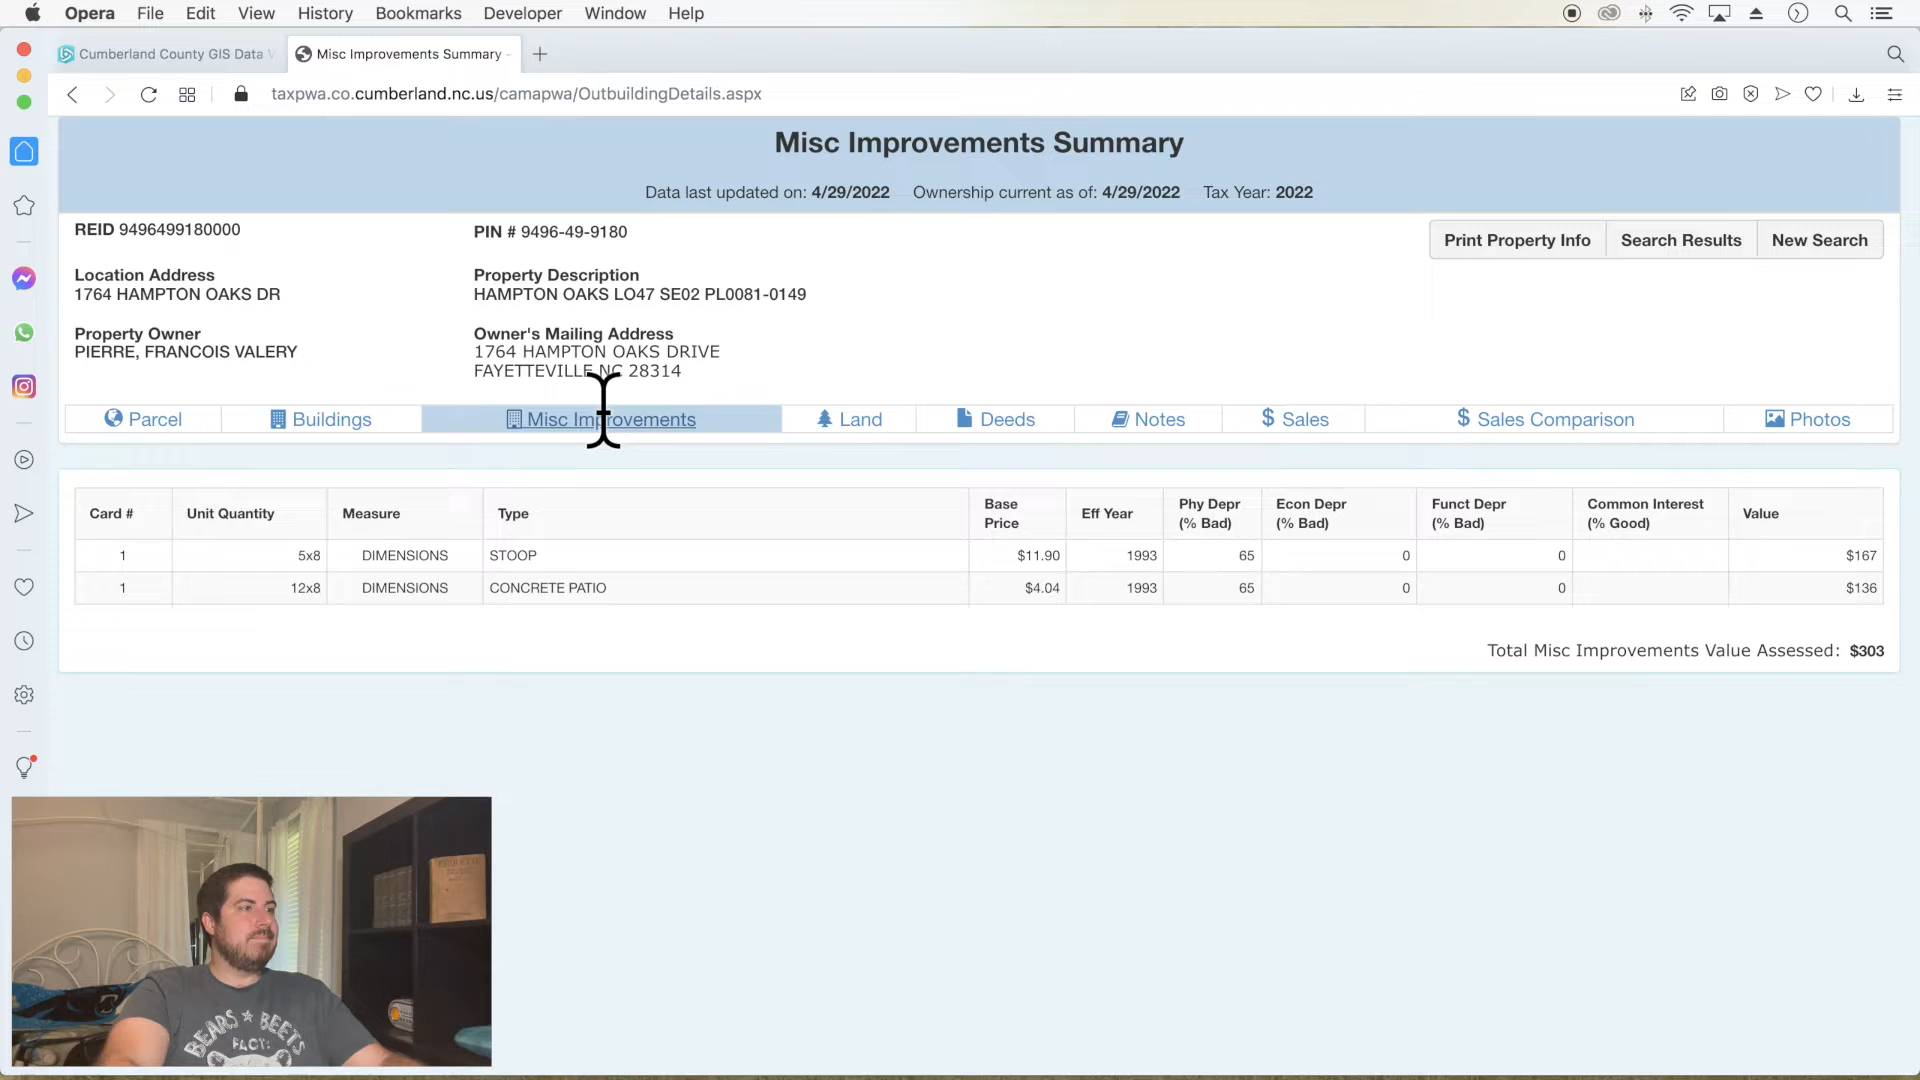 Opera File Edit View History Bookmarks Developer Window Help
Cumberland County GIS Data V
Misc Improvements Summary -
taxpwa.co.cumberland.nc.us/camapwa/OutbuildingDetails.aspx
Misc Improvements Summary
Data last updated on: 4/29/2022 Ownership current as of: 4/29/2022 Tax Year: 2022
REID 9496499180000
PIN # 9496-49-9180
Print Property Info Search Results New Search
Location Address
1764 HAMPTON OAKS DR
Property Description
HAMPTON OAKS LO47 SE02 PL0081-0149
Property Owner
PIERRE, FRANCOIS VALERY
Owner's Mailing Address
1764 HAMPTON OAKS DRIVE
FAYETTEVILLE NC 28314
Parcel Buildings Misc Improvements Land Deeds Notes $ Sales $ Sales Comparison Photos
Card # Unit Quantity Measure Type Base Price Eff Year Phy Depr (% Bad) Econ Depr (% Bad) Funct Depr (% Bad) Common Interest (% Good) Value
1 5x8 DIMENSIONS STOOP $11.90 1993 65 0 0 $167
1 12x8 DIMENSIONS CONCRETE PATIO $4.04 1993 65 0 0 $136
Total Misc Improvements Value Assessed: $303
BEARS ★ BEETS
FACT: